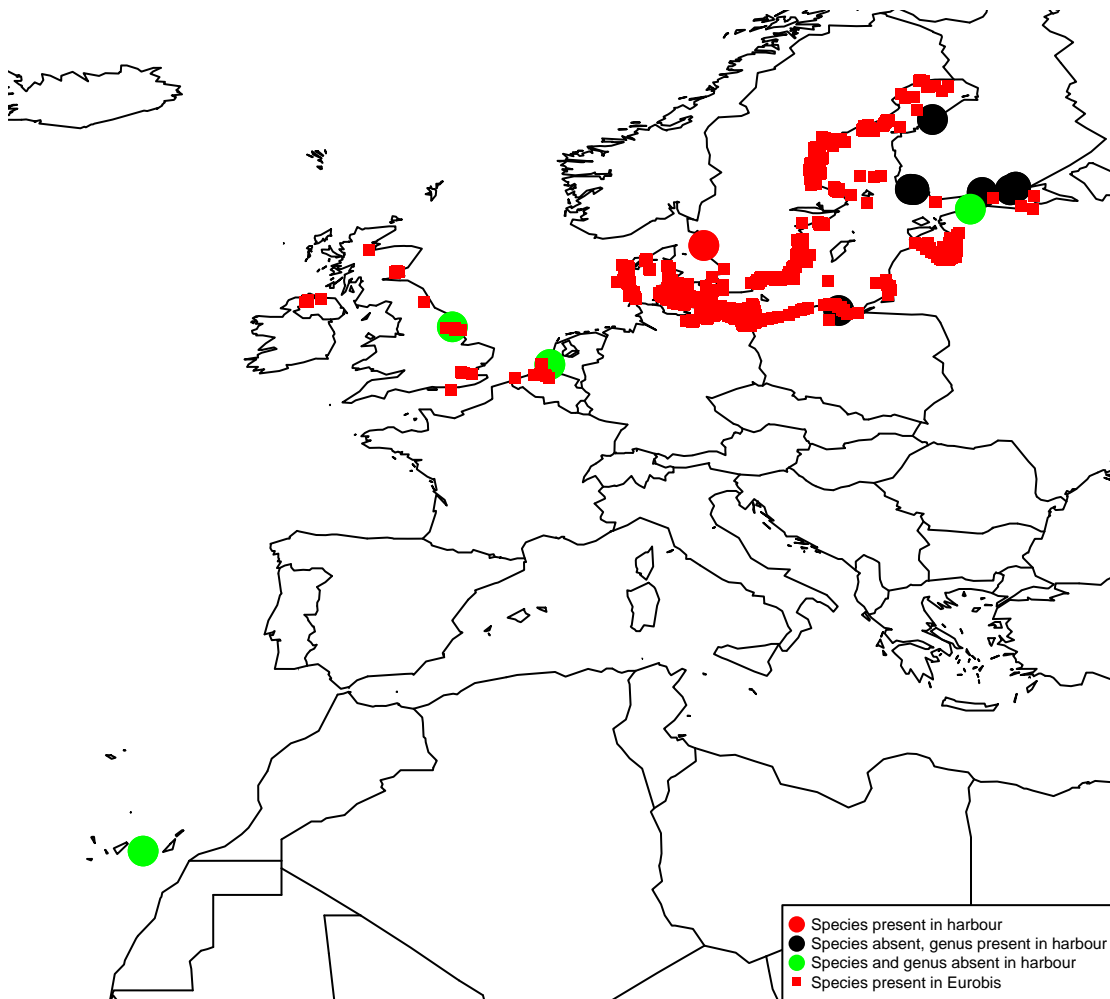 Species present in harbour
Species absent, genus present in harbour
Species and genus absent in harbour
Species present in Eurobis